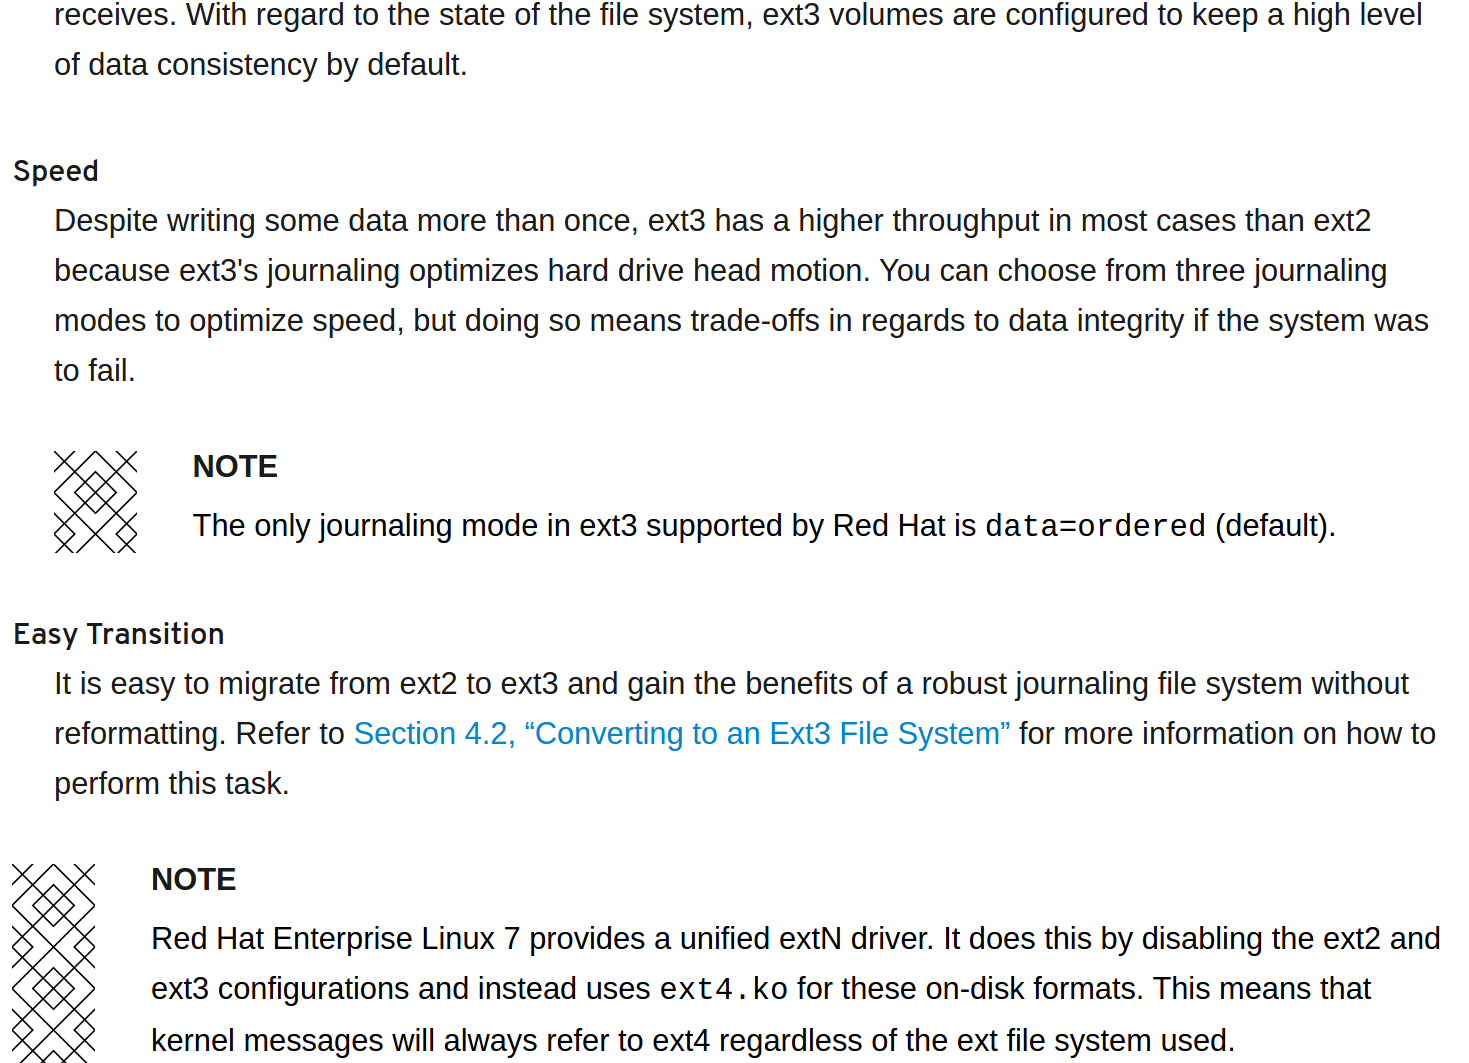 receives. With regard to the state of the file system, ext3 volumes are configured to keep a high level
of data consistency by default.
Speed
Despite writing some data more than once, ext3 has a higher throughput in most cases than ext2
because ext3's journaling optimizes hard drive head motion. You can choose from three journaling
modes to optimize speed, but doing so means trade-offs in regards to data integrity if the system was
to fail.
NOTE
The only journaling mode in ext3 supported by Red Hat is data=ordered (default).
Easy Transition
It is easy to migrate from ext2 to ext3 and gain the benefits of a robust journaling file system without
reformatting. Refer to Section 4.2, “Converting to an Ext3 File System” for more information on how to
perform this task.
NOTE
Red Hat Enterprise Linux 7 provides a unified extN driver. It does this by disabling the ext2 and
ext3 configurations and instead uses ext4.ko for these on-disk formats. This means that
kernel messages will always refer to ext4 regardless of the ext file system used.